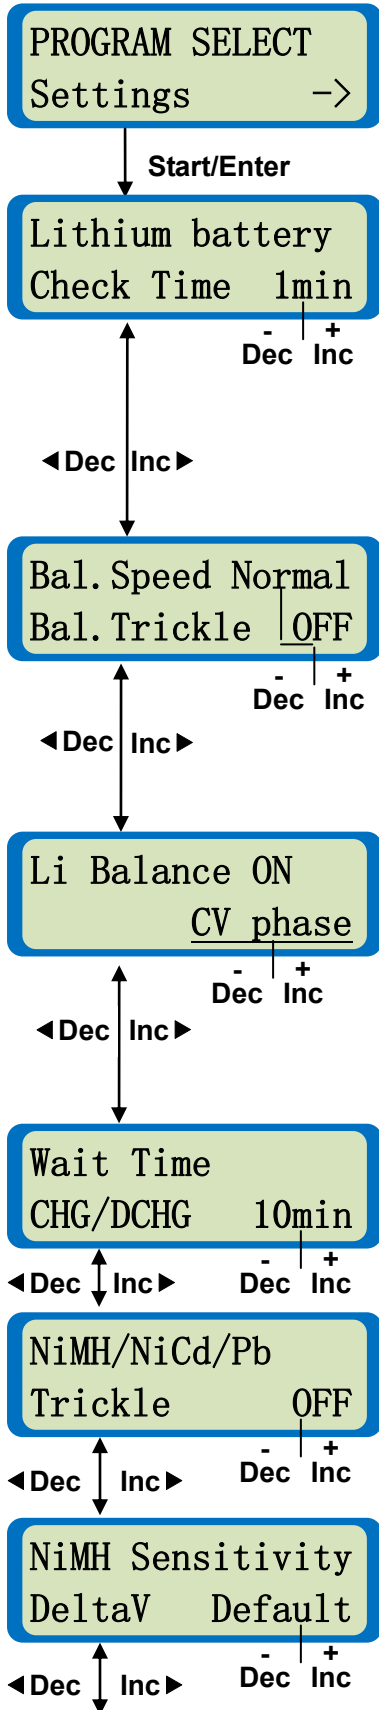 PROGRAM SELECT
Settings ->
Start/Enter
Lithium battery
Check Time 1min
- +
Dec Inc
◄Dec Inc►
Bal.Speed Normal
Bal.Trickle OFF
- +
Dec Inc
◄Dec Inc►
Li Balance ON
CV phase
- +
Dec Inc
◄Dec Inc►
Wait Time
CHG/DCHG 10min
- +
Dec Inc
◄Dec Inc►
NiMH/NiCd/Pb
Trickle OFF
- +
Dec Inc
◄Dec Inc►
NiMH Sensitivity
DeltaV Default
- +
Dec Inc
◄Dec Inc►